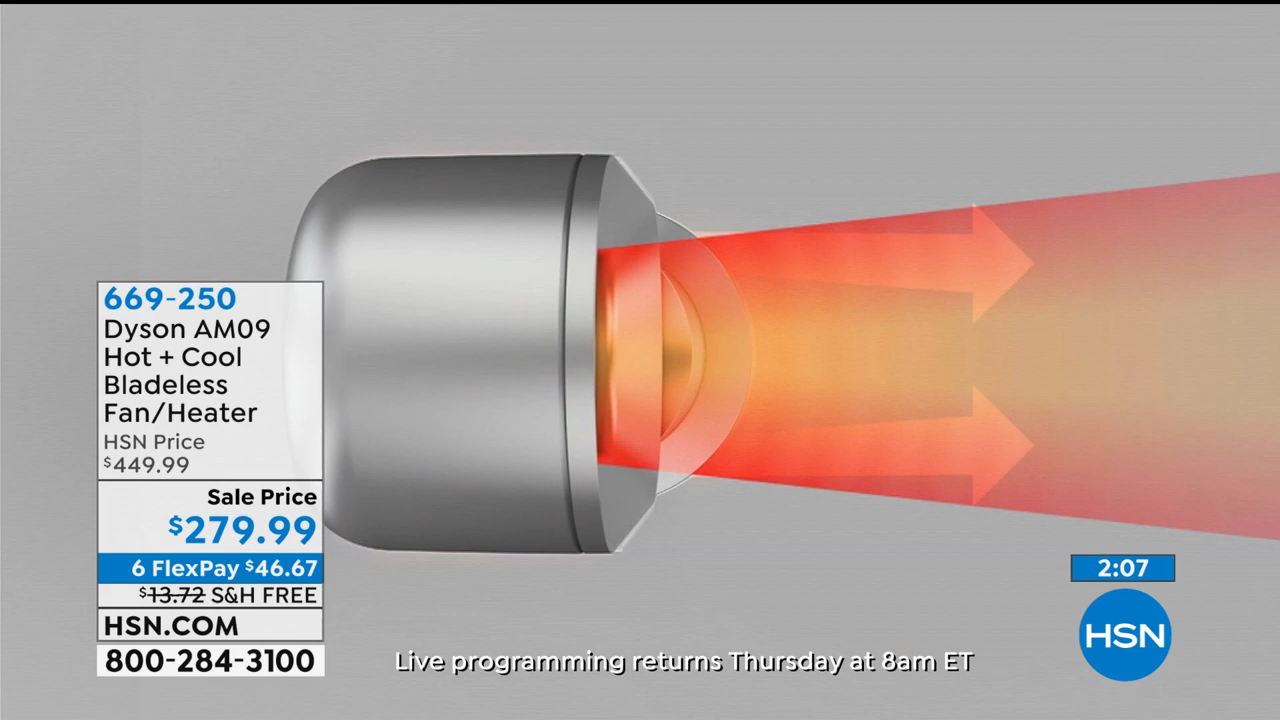 669-250
Dyson AM09
Hot + Cool
Bladeless
Fan/Heater
HSN Price
$449.99
Sale Price
$279.99
6 FlexPay $46.67
$13.72 S&H FREE
HSN.COM
800-284-3100
Live programming returns Thursday at 8am ET
2:07
HSN